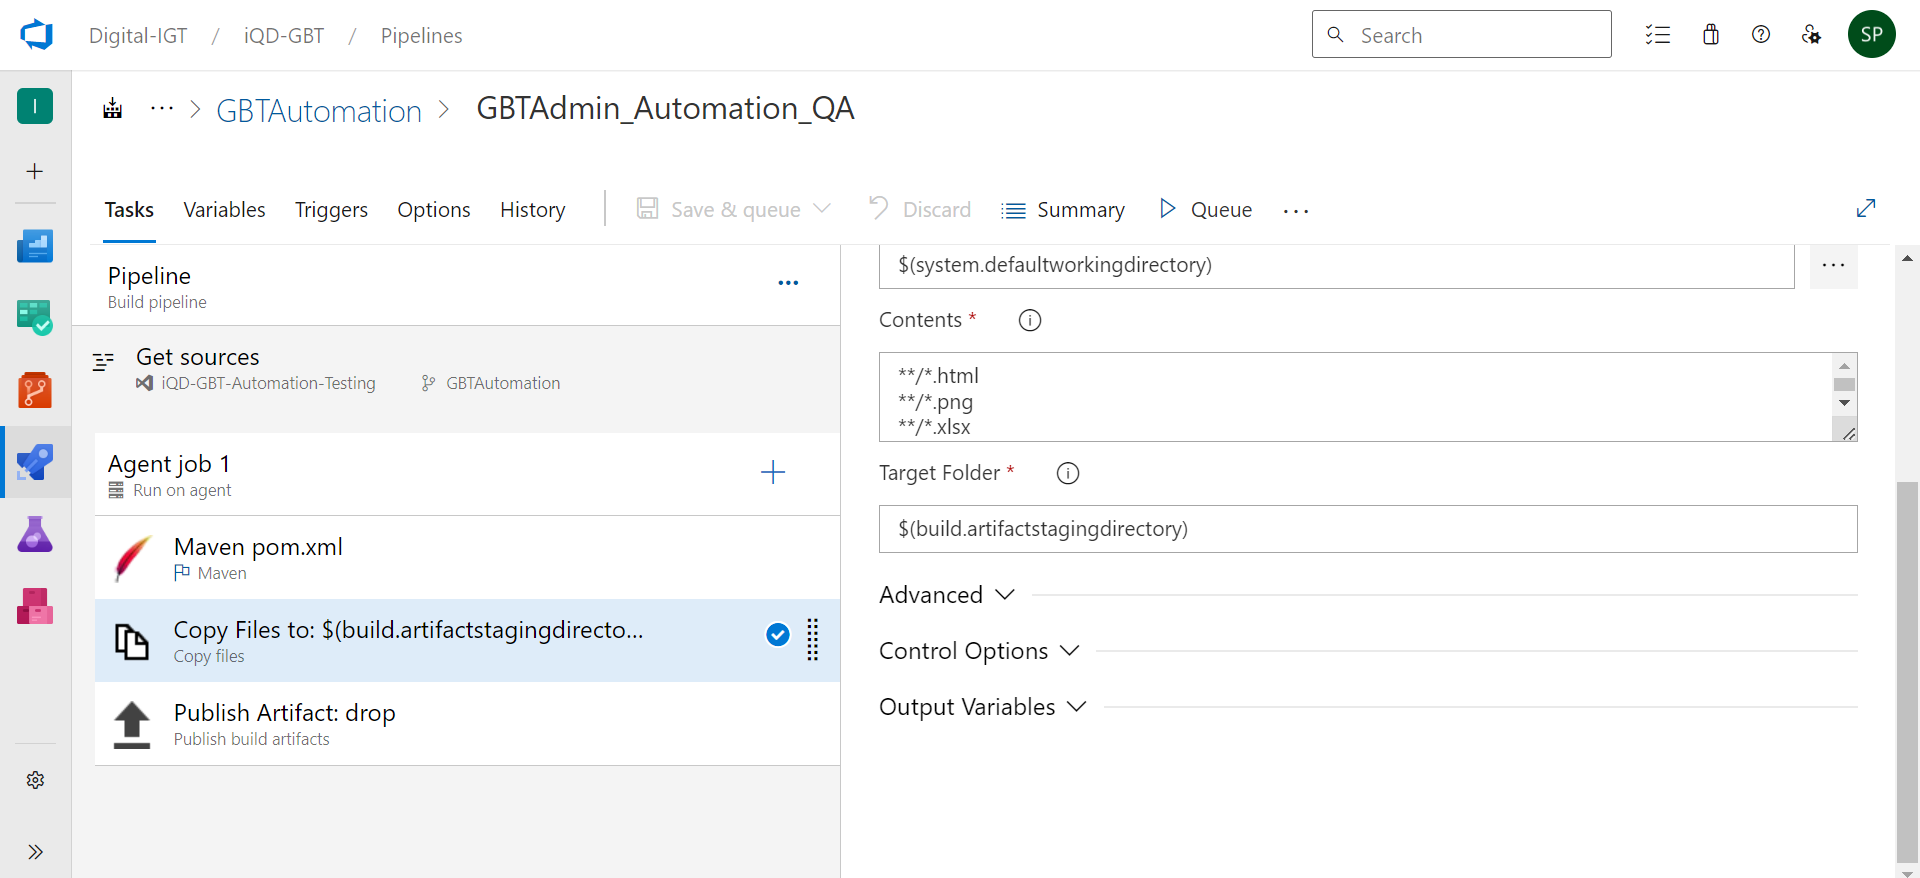 Digital-IGT / iQD-GBT / Pipelines
Search
SP
I
... > GBTAutomation > GBTAdmin_Automation_QA
Tasks Variables Triggers Options History Save & queue Discard Summary Queue ...
Pipeline
Build pipeline
...
Get sources
iQD-GBT-Automation-Testing GBTAutomation
Agent job 1
Run on agent
Maven pom.xml
Maven
Copy Files to: $(build.artifactstagingdirecto...
Copy files
Publish Artifact: drop
Publish build artifacts
$(system.defaultworkingdirectory)
...
Contents *
**/*.html
**/*.png
**/*.xlsx
Target Folder *
$(build.artifactstagingdirectory)
Advanced
Control Options
Output Variables